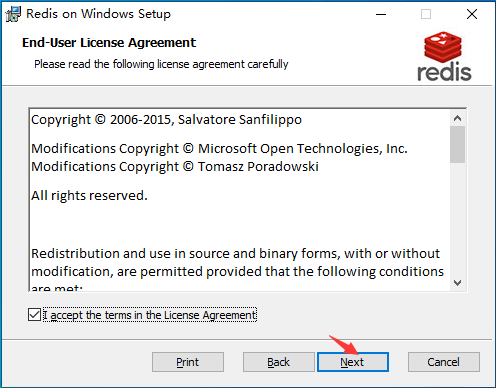 Redis on Windows Setup
End-User License Agreement
Please read the following license agreement carefully
redis
Copyright © 2006-2015, Salvatore Sanfilippo
Modifications Copyright © Microsoft Open Technologies, Inc.
Modifications Copyright © Tomasz Poradowski
All rights reserved.
Redistribution and use in source and binary forms, with or without
modification, are permitted provided that the following conditions
are met:
I accept the terms in the License Agreement
Print
Back
Next
Cancel